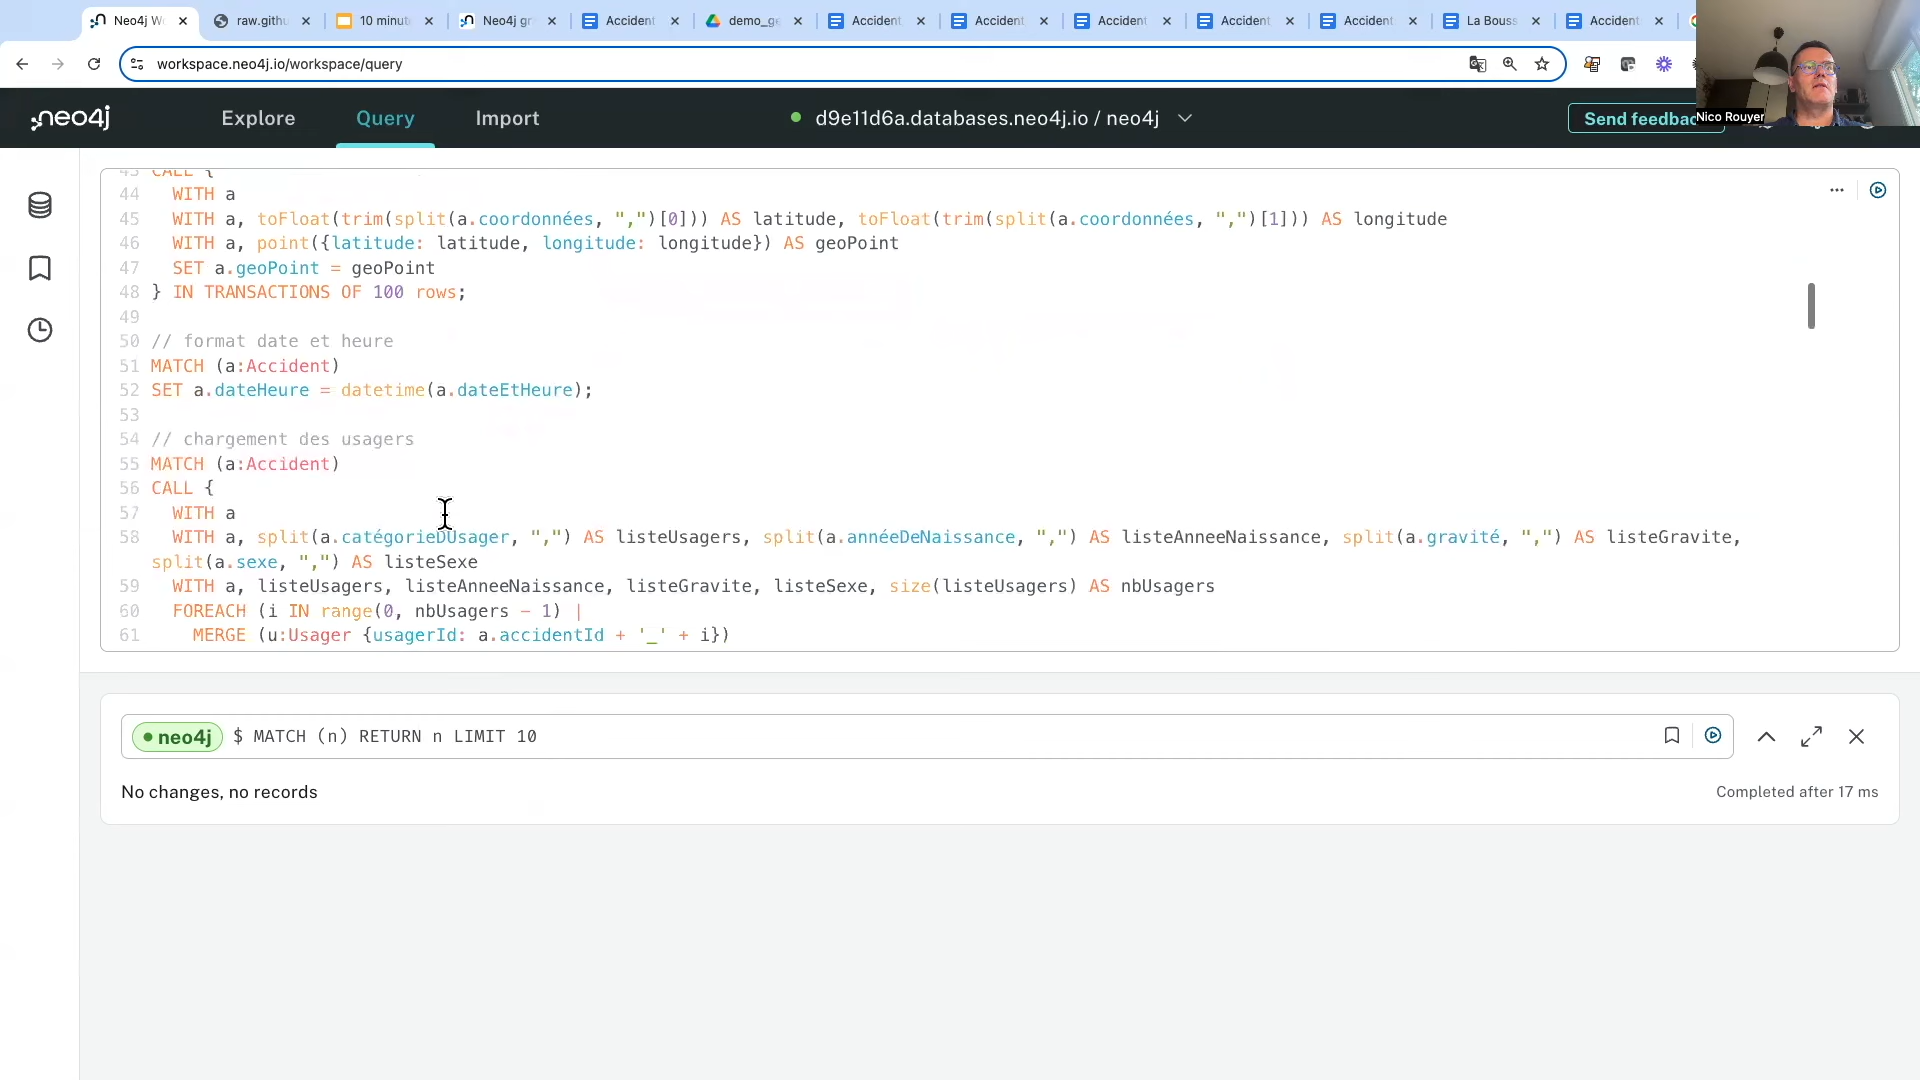 Neo4j W
raw.githu
10 minut
Neo4j gr
Accident
demo_ge
Accident
Accident
Accident
Accident
Accident
La Bouss
Accident
workspace.neo4j.io/workspace/query
neo4j
Explore
Query
Import
d9e11d6a.databases.neo4j.io / neo4j
Send feedbac
Nico Rouyer
43 CALL {
44 WITH a
45 WITH a, toFloat(trim(split(a.coordonnées, ",")[0])) AS latitude, toFloat(trim(split(a.coordonnées, ",")[1])) AS longitude
46 WITH a, point({latitude: latitude, longitude: longitude}) AS geoPoint
47 SET a.geoPoint = geoPoint
48 } IN TRANSACTIONS OF 100 rows;
49
50 // format date et heure
51 MATCH (a:Accident)
52 SET a.dateHeure = datetime(a.dateEtHeure);
53
54 // chargement des usagers
55 MATCH (a:Accident)
56 CALL {
57 WITH a
58 WITH a, split(a.catégorieDUsager, ",") AS listeUsagers, split(a.annéeDeNaissance, ",") AS listeAnneeNaissance, split(a.gravité, ",") AS listeGravite,
split(a.sexe, ",") AS listeSexe
59 WITH a, listeUsagers, listeAnneeNaissance, listeGravite, listeSexe, size(listeUsagers) AS nbUsagers
60 FOREACH (i IN range(0, nbUsagers - 1) |
61 MERGE (u:Usager {usagerId: a.accidentId + '_' + i})
neo4j $ MATCH (n) RETURN n LIMIT 10
No changes, no records
Completed after 17 ms